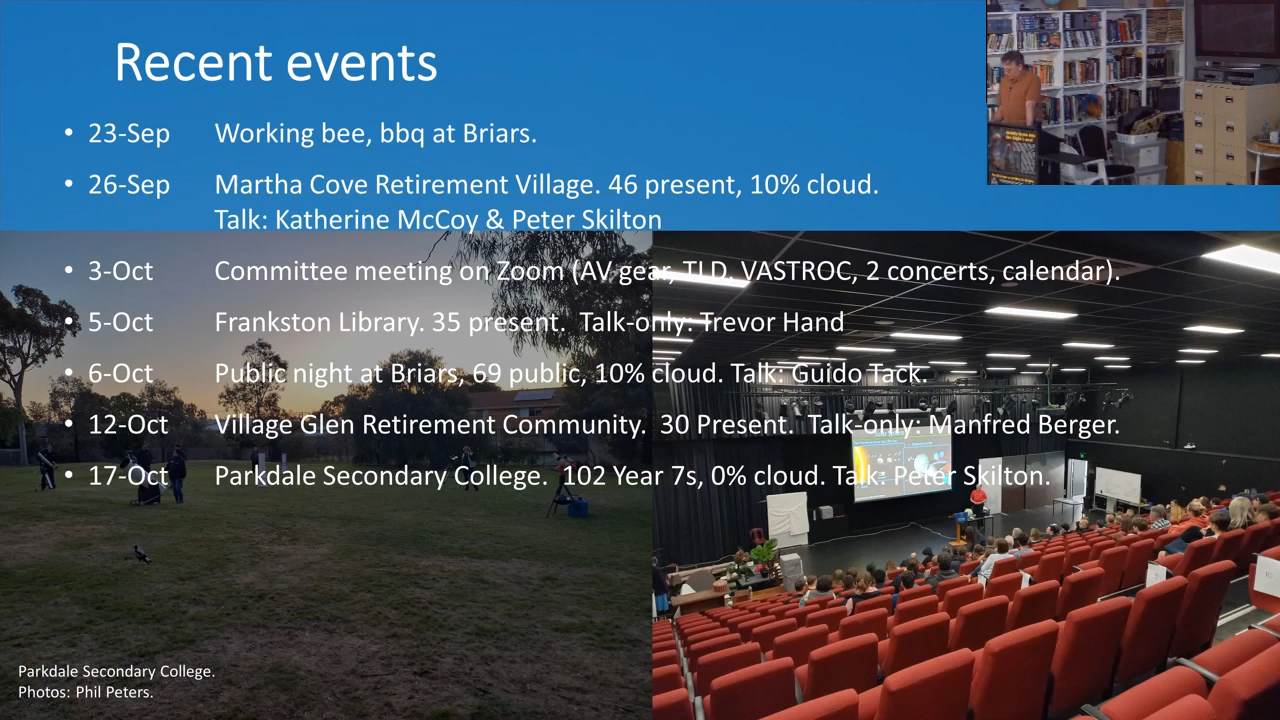 Recent events
• 23-Sep Working bee, bbq at Briars.
• 26-Sep Martha Cove Retirement Village. 46 present, 10% cloud.
Talk: Katherine McCoy & Peter Skilton
• 3-Oct Committee meeting on Zoom (AV gear, TLD. VASTROC, 2 concerts, calendar).
• 5-Oct Frankston Library. 35 present. Talk-only: Trevor Hand
• 6-Oct Public night at Briars, 69 public, 10% cloud. Talk: Guido Tack.
• 12-Oct Village Glen Retirement Community. 30 Present. Talk-only: Manfred Berger.
• 17-Oct Parkdale Secondary College. 102 Year 7s, 0% cloud. Talk: Peter Skilton.
Parkdale Secondary College.
Photos: Phil Peters.